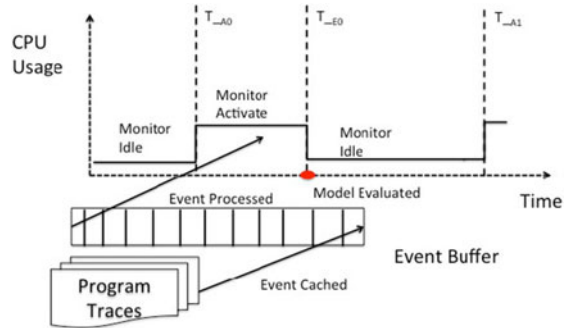 T_A0
T_E0
T_A1
CPU
Usage
Monitor
Activate
Monitor
Idle
Monitor
Idle
Event Processed
Model Evaluated
Time
Event Buffer
Program
Traces
Event Cached